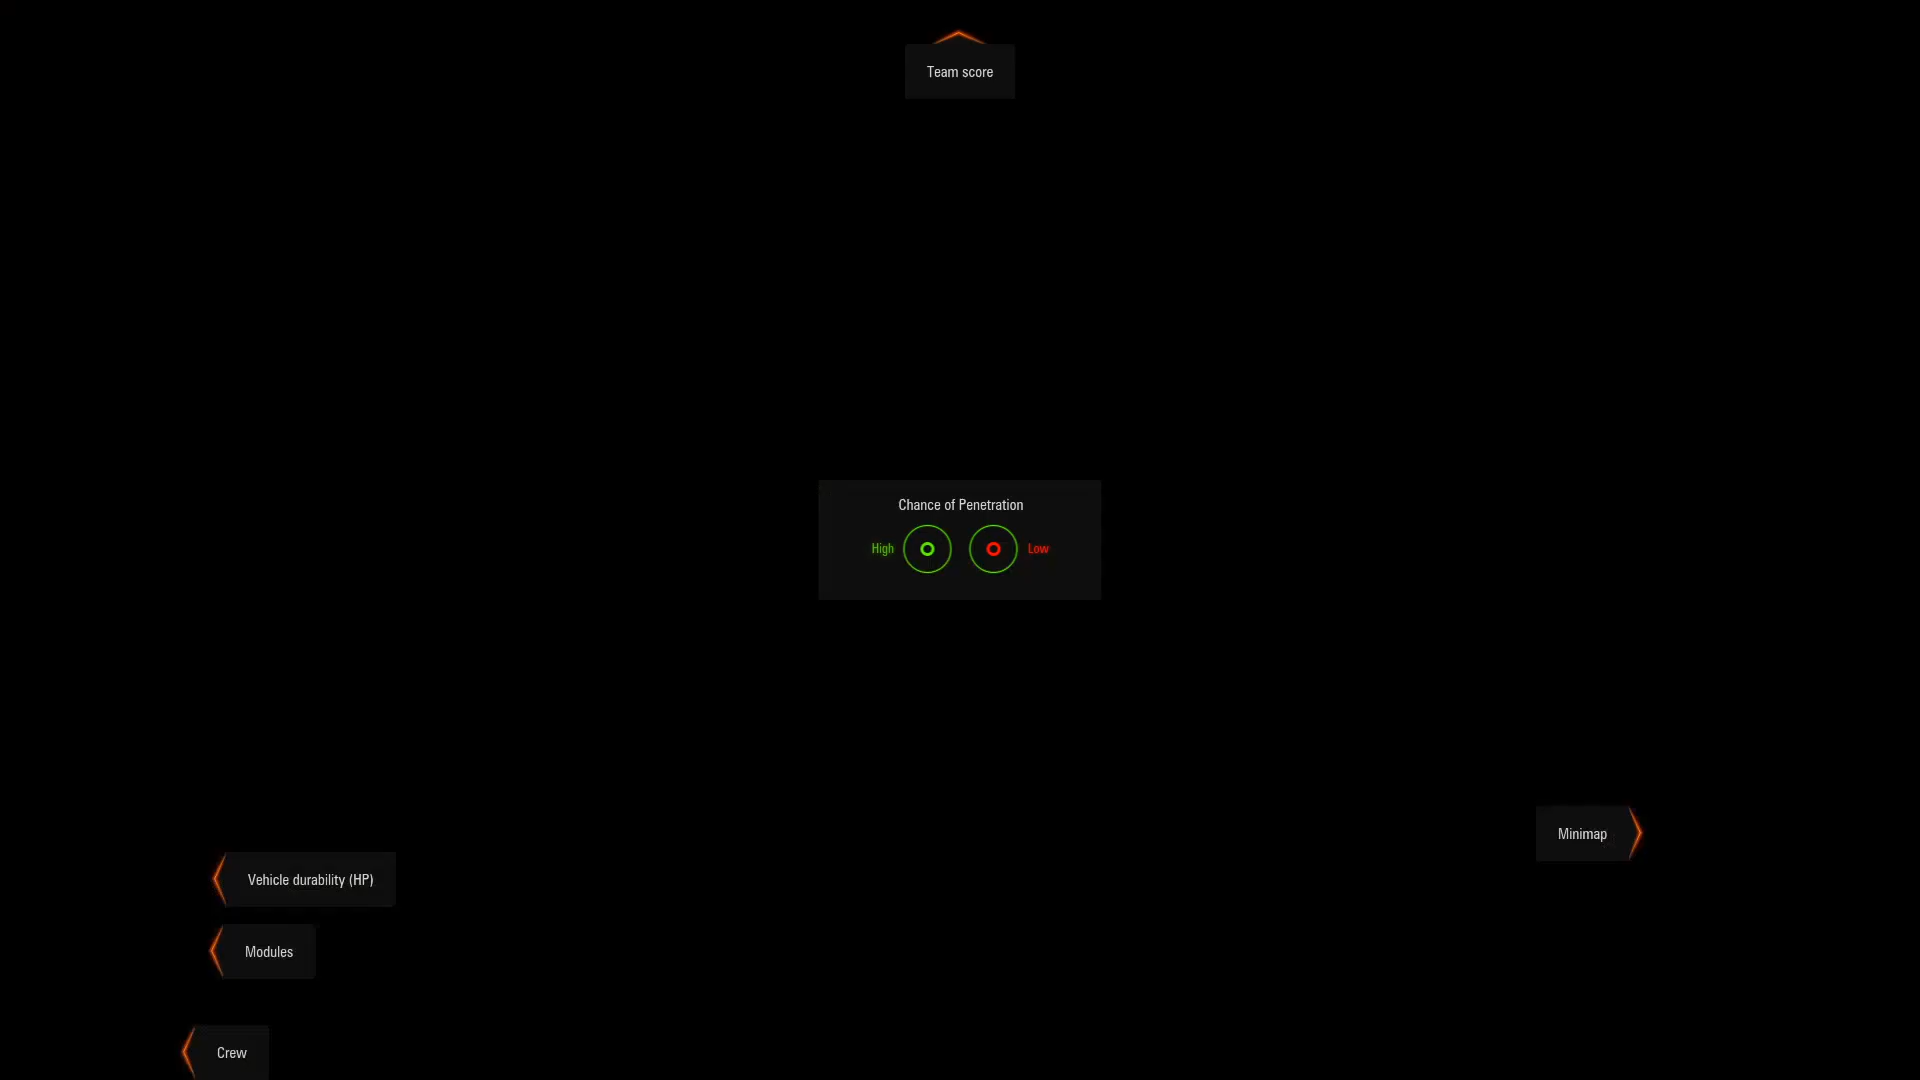 Team score
Chance of Penetration
High
Low
Minimap
Vehicle durability (HP)
Modules
Crew